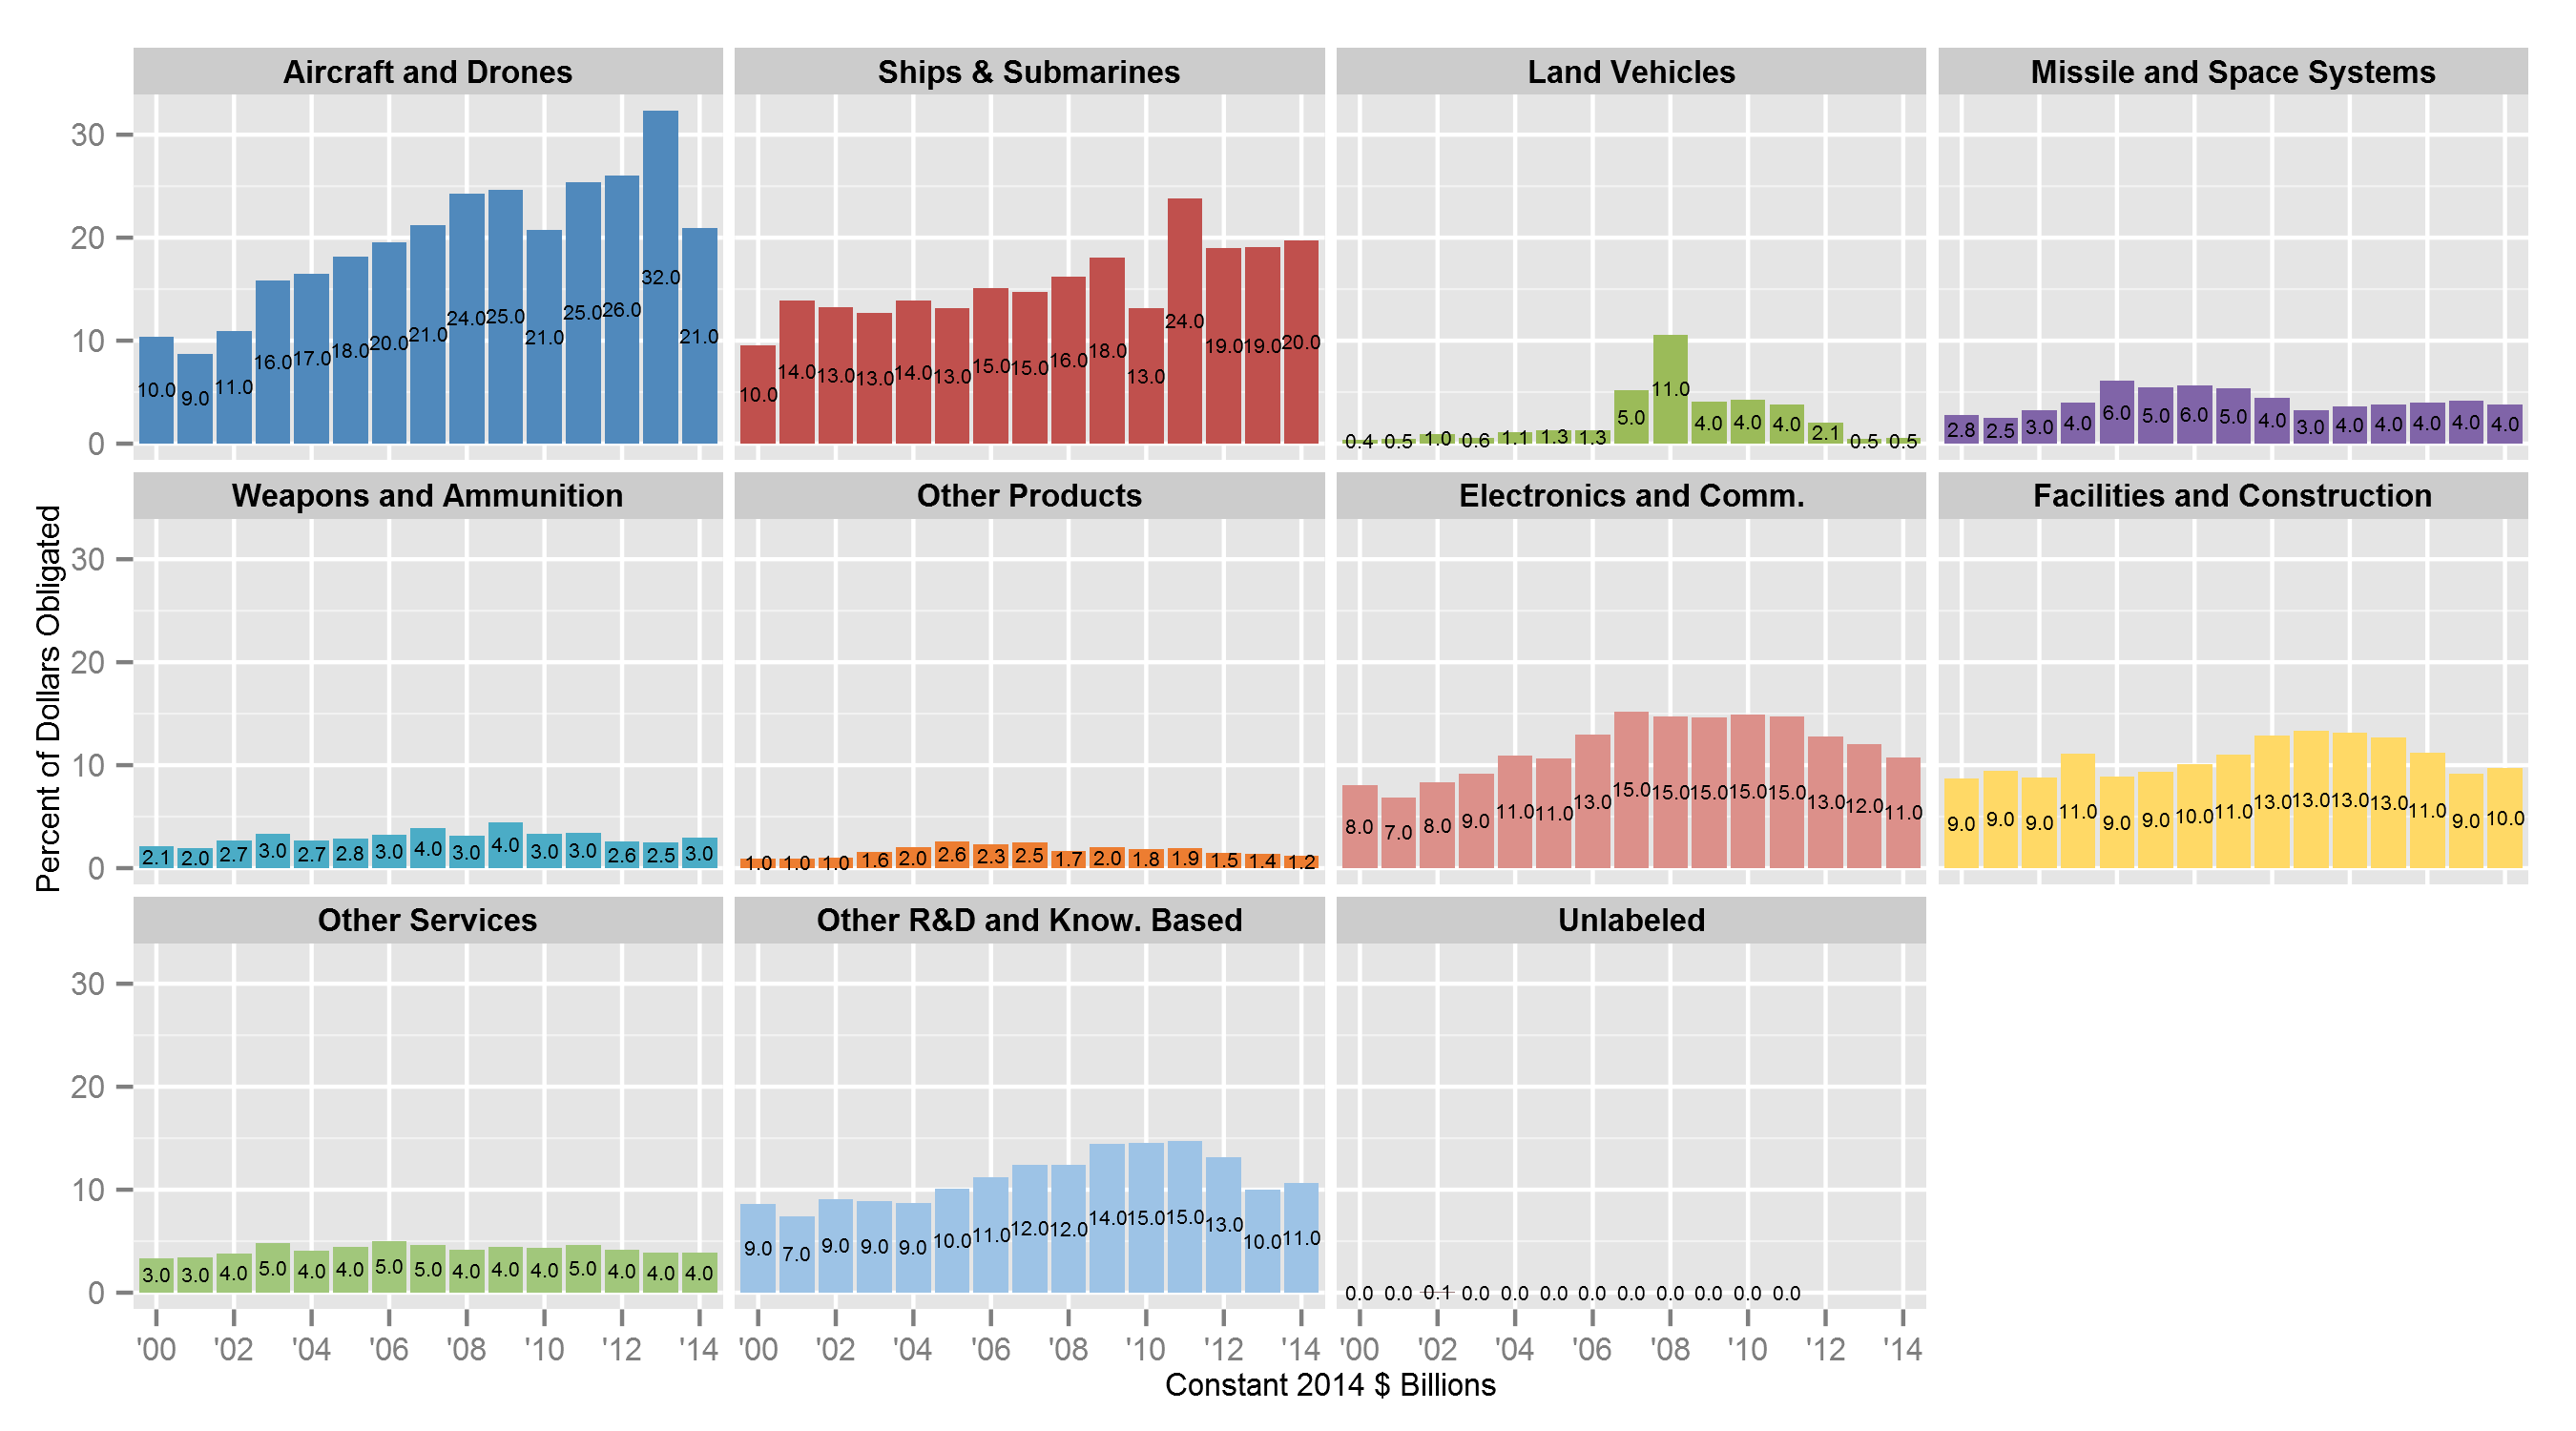 Aircraft and Drones
Ships & Submarines
Land Vehicles
Missile and Space Systems
30
20
10
0
10.0 9.0 11.0 16.0 17.0 18.0 20.0 21.0 24.0 25.0 21.0 25.0 26.0 32.0 21.0
10.0 14.0 13.0 13.0 14.0 13.0 15.0 15.0 16.0 18.0 13.0 24.0 19.0 19.0 20.0
0.4 0.5 1.0 0.6 1.1 1.3 1.3 5.0 11.0 4.0 4.0 4.0 2.1 0.5 0.5
2.8 2.5 3.0 4.0 6.0 5.0 6.0 5.0 4.0 3.0 4.0 4.0 4.0 4.0 4.0
Weapons and Ammunition
Other Products
Electronics and Comm.
Facilities and Construction
Percent of Dollars Obligated
30
20
10
0
2.1 2.0 2.7 3.0 2.7 2.8 3.0 4.0 3.0 4.0 3.0 3.0 2.6 2.5 3.0
1.0 1.0 1.0 1.6 2.0 2.6 2.3 2.5 1.7 2.0 1.8 1.9 1.5 1.4 1.2
8.0 7.0 8.0 9.0 11.0 11.0 13.0 15.0 15.0 15.0 15.0 15.0 13.0 12.0 11.0
9.0 9.0 9.0 11.0 9.0 9.0 10.0 11.0 13.0 13.0 13.0 13.0 11.0 9.0 10.0
Other Services
Other R&D and Know. Based
Unlabeled
30
20
10
0
3.0 3.0 4.0 5.0 4.0 4.0 5.0 5.0 4.0 4.0 4.0 5.0 4.0 4.0 4.0
9.0 7.0 9.0 9.0 9.0 10.0 11.0 12.0 12.0 14.0 15.0 15.0 13.0 10.0 11.0
0.0 0.0 0.1 0.0 0.0 0.0 0.0 0.0 0.0 0.0 0.0 0.0
'00 '02 '04 '06 '08 '10 '12 '14
'00 '02 '04 '06 '08 '10 '12 '14
'00 '02 '04 '06 '08 '10 '12 '14
Constant 2014 $ Billions